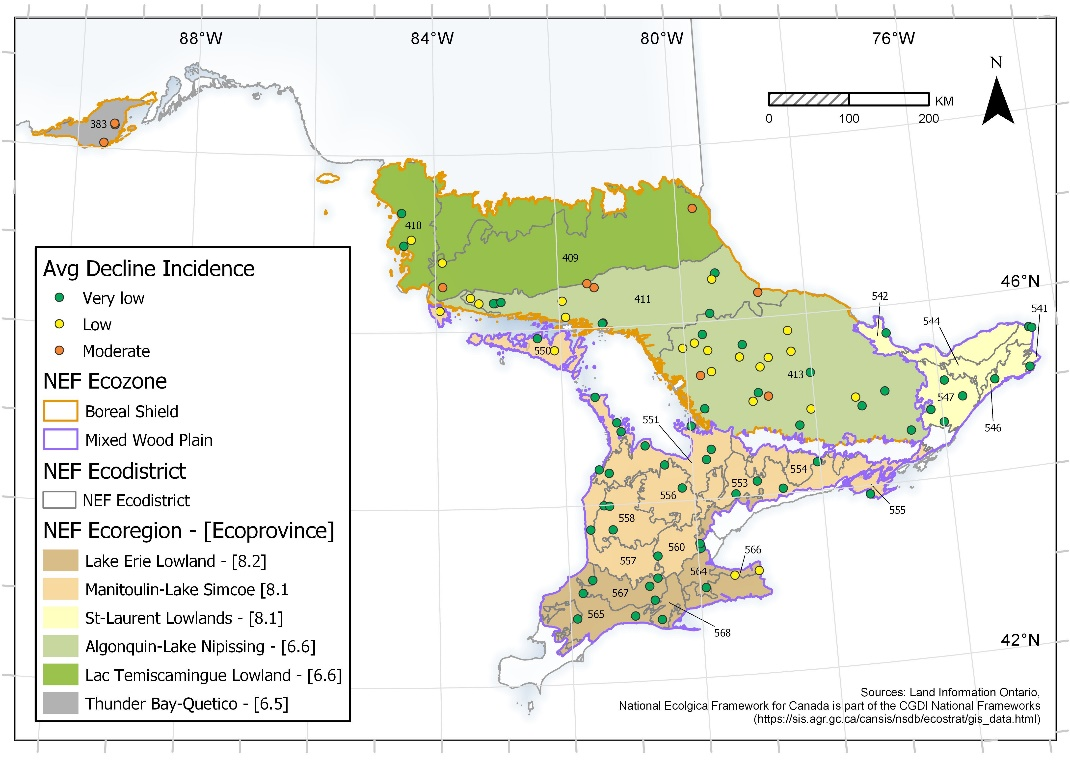 88°W
84°W
80°W
76°W
N
KM
0
100
200
383
410
409
411
46°N
542
541
544
550
413
547
546
551
554
553
556
555
558
560
557
566
564
567
565
568
42°N
Avg Decline Incidence
Very low
Low
Moderate
NEF Ecozone
Boreal Shield
Mixed Wood Plain
NEF Ecodistrict
NEF Ecodistrict
NEF Ecoregion - [Ecoprovince]
Lake Erie Lowland - [8.2]
Manitoulin-Lake Simcoe [8.1
St-Laurent Lowlands - [8.1]
Algonquin-Lake Nipissing - [6.6]
Lac Temiscamingue Lowland - [6.6]
Thunder Bay-Quetico - [6.5]
Sources: Land Information Ontario,
National Ecolgica Framework for Canada is part of the CGDI National Frameworks
(https://sis.agr.gc.ca/cansis/nsdb/ecostrat/gis_data.html)